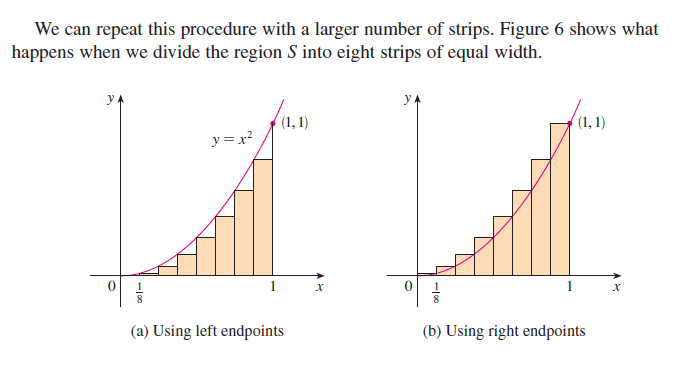 We can repeat this procedure with a larger number of strips. Figure 6 shows what
happens when we divide the region S into eight strips of equal width.
y
(1, 1)
y = x²
0
1/8
1
x
(a) Using left endpoints
y
(1, 1)
0
1/8
1
x
(b) Using right endpoints